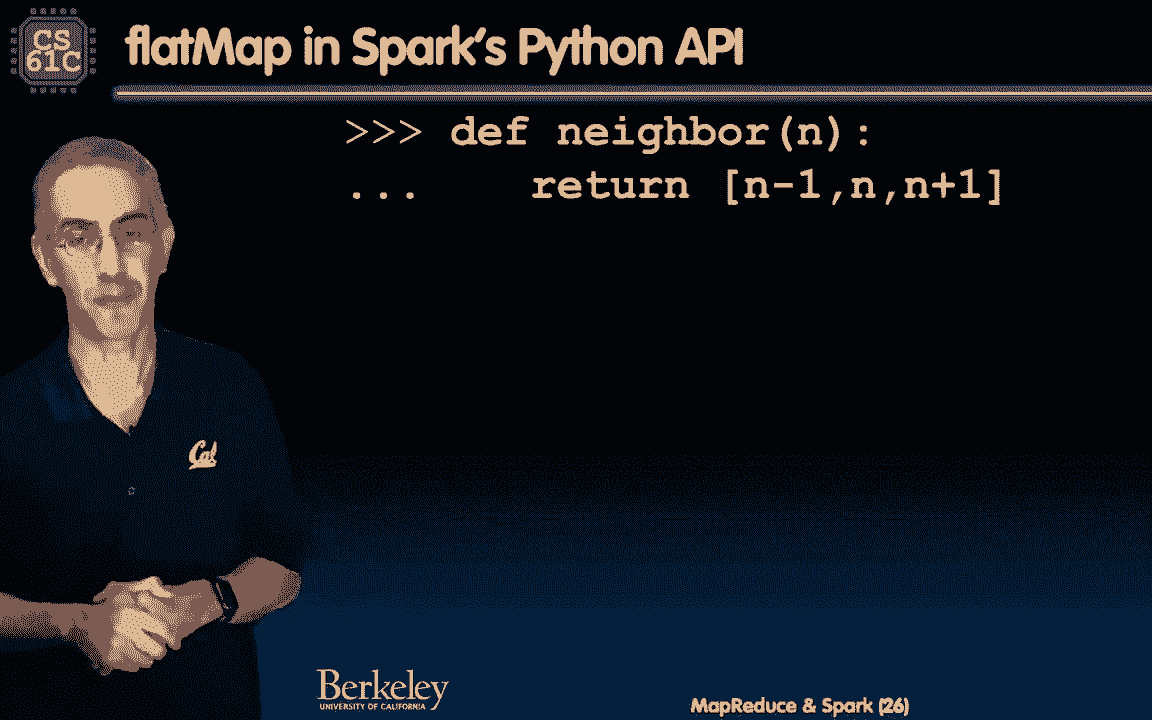 CS
61C
flatMap in Spark's Python API
>>> def neighbor(n):
...    return [n-1,n,n+1]
Cal
Berkeley
UNIVERSITY OF CALIFORNIA
MapReduce & Spark (26)